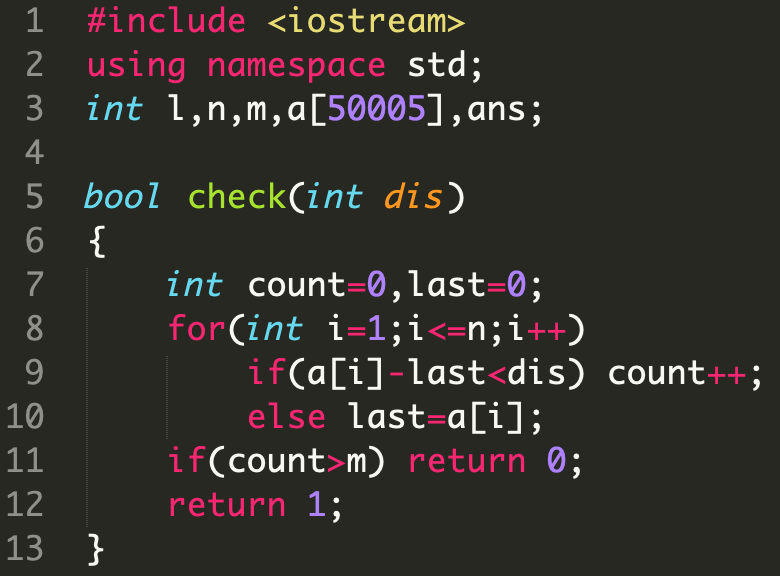 1 #include <iostream>
2 using namespace std;
3 int l,n,m,a[50005],ans;
4
5 bool check(int dis)
6 {
7     int count=0,last=0;
8     for(int i=1;i<=n;i++)
9         if(a[i]-last<dis) count++;
10         else last=a[i];
11     if(count>m) return 0;
12     return 1;
13 }